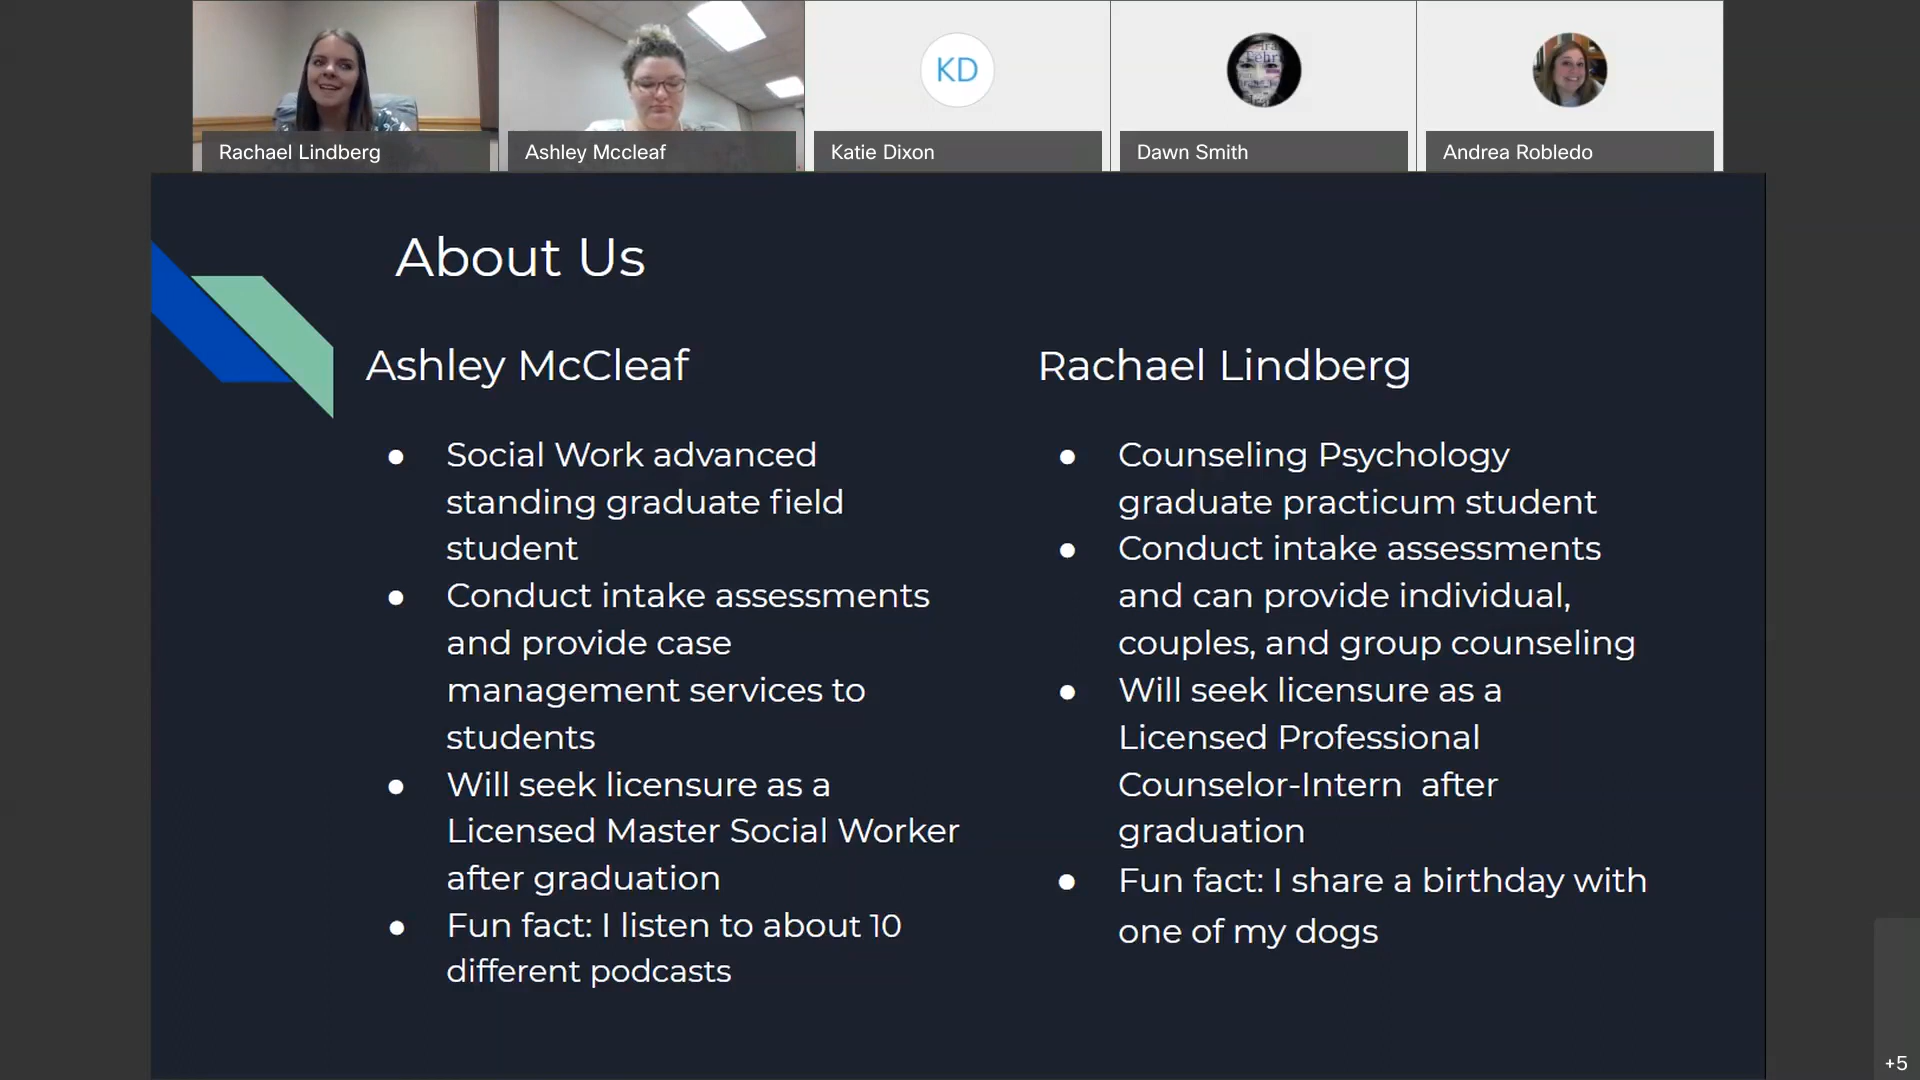 KD
Rachael Lindberg
Ashley Mccleaf
Katie Dixon
Dawn Smith
Andrea Robledo
About Us
Ashley McCleaf
● Social Work advanced
standing graduate field
student
● Conduct intake assessments
and provide case
management services to
students
● Will seek licensure as a
Licensed Master Social Worker
after graduation
● Fun fact: I listen to about 10
different podcasts
Rachael Lindberg
● Counseling Psychology
graduate practicum student
● Conduct intake assessments
and can provide individual,
couples, and group counseling
● Will seek licensure as a
Licensed Professional
Counselor-Intern after
graduation
● Fun fact: I share a birthday with
one of my dogs
+5